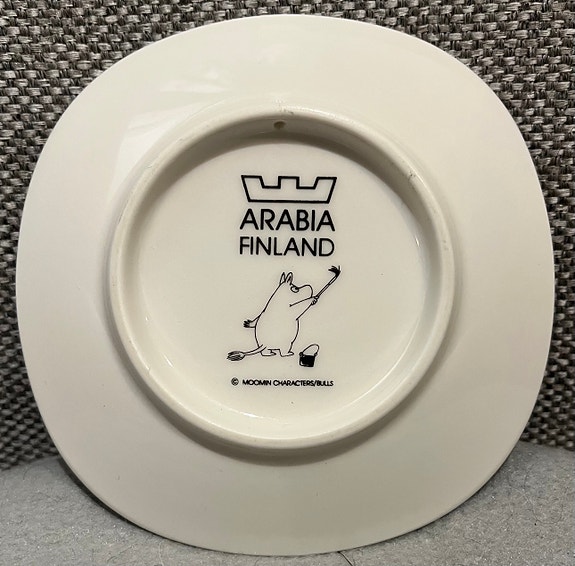 ARABIA
FINLAND
© MOOMIN CHARACTERS/BULLS